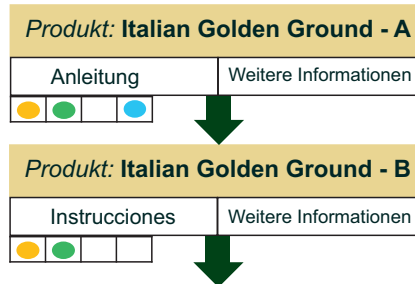 Produkt: Italian Golden Ground - A
Anleitung Weitere Informationen
Produkt: Italian Golden Ground - B
Instrucciones Weitere Informationen